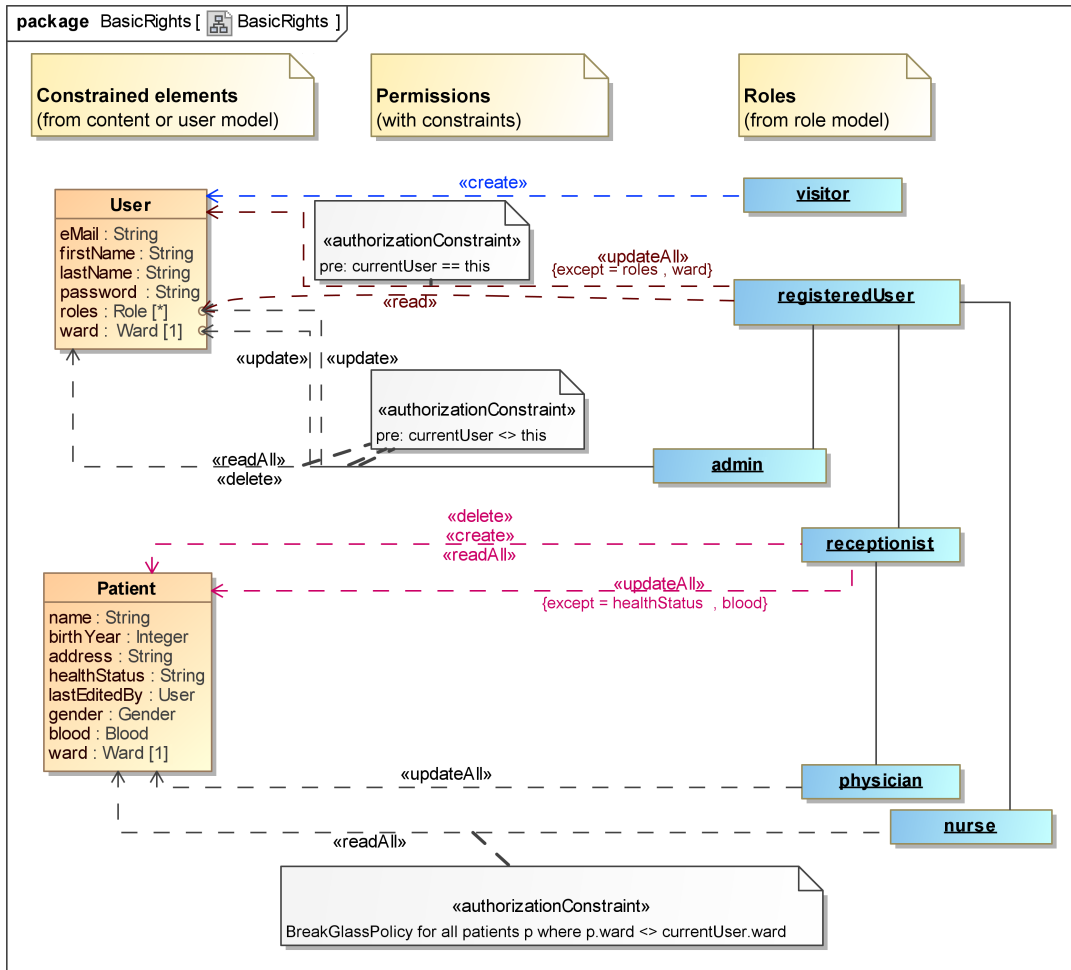 package BasicRights [ BasicRights ]
Constrained elements
(from content or user model)
Permissions
(with constraints)
Roles
(from role model)
«create»
visitor
User
eMail : String
firstName : String
lastName : String
password : String
roles : Role [*]
ward : Ward [1]
«authorizationConstraint»
pre: currentUser == this
«updateAll»
{except = roles , ward}
«read»
registeredUser
«update»
«update»
«authorizationConstraint»
pre: currentUser <> this
«readAll»
«delete»
admin
«delete»
«create»
«readAll»
receptionist
«updateAll»
{except = healthStatus , blood}
Patient
name : String
birthYear : Integer
address : String
healthStatus : String
lastEditedBy : User
gender : Gender
blood : Blood
ward : Ward [1]
«updateAll»
physician
nurse
«readAll»
«authorizationConstraint»
BreakGlassPolicy for all patients p where p.ward <> currentUser.ward